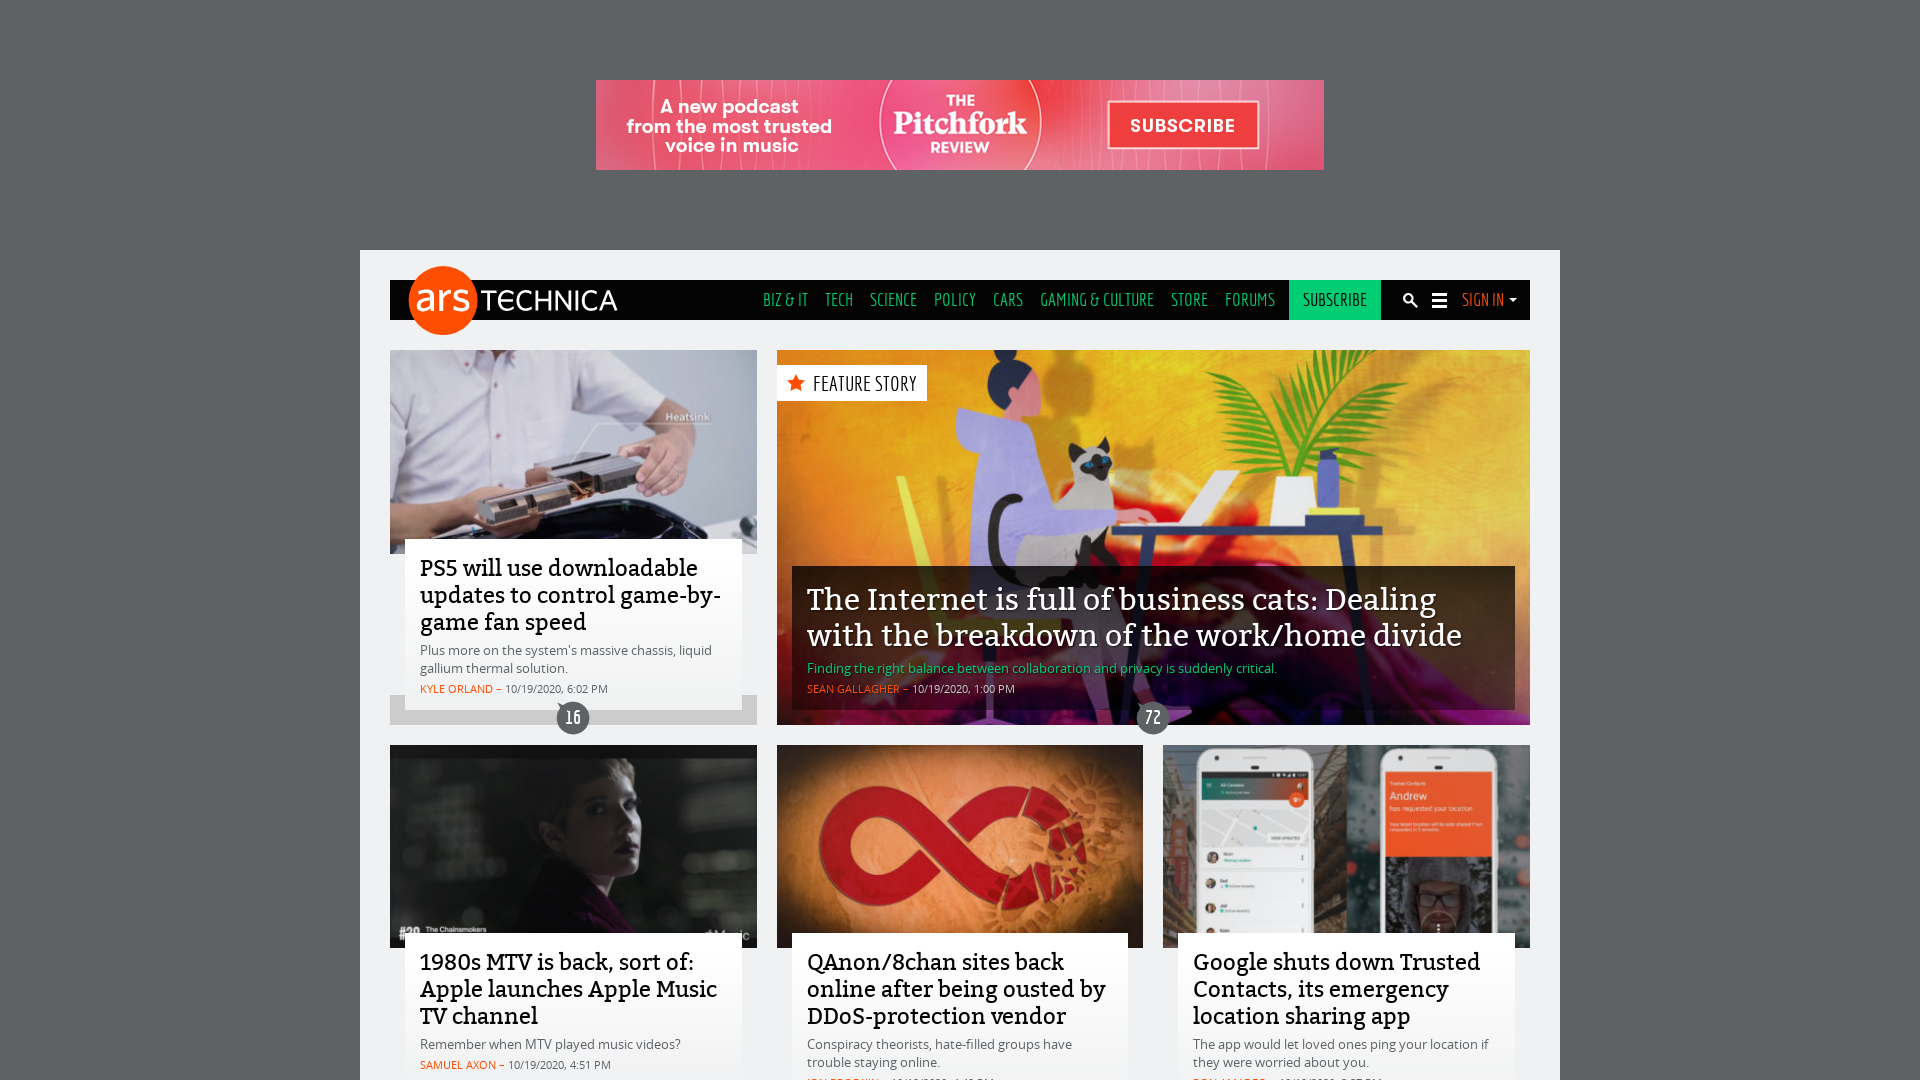 A new podcast
from the most trusted
voice in music
THE
Pitchfork
REVIEW
SUBSCRIBE
ars TECHNICA
BIZ & IT TECH SCIENCE POLICY CARS GAMING & CULTURE STORE FORUMS SUBSCRIBE SIGN IN
Heatsink
PS5 will use downloadable
updates to control game-by-
game fan speed
Plus more on the system's massive chassis, liquid
gallium thermal solution.
KYLE ORLAND – 10/19/2020, 6:02 PM
16
FEATURE STORY
The Internet is full of business cats: Dealing
with the breakdown of the work/home divide
Finding the right balance between collaboration and privacy is suddenly critical.
SEAN GALLAGHER – 10/19/2020, 1:00 PM
72
The Chainsmokers
1980s MTV is back, sort of:
Apple launches Apple Music
TV channel
Remember when MTV played music videos?
SAMUEL AXON – 10/19/2020, 4:51 PM
QAnon/8chan sites back
online after being ousted by
DDoS-protection vendor
Conspiracy theorists, hate-filled groups have
trouble staying online.
Trusted Contacts
Andrew
has requested your location
Google shuts down Trusted
Contacts, its emergency
location sharing app
The app would let loved ones ping your location if
they were worried about you.